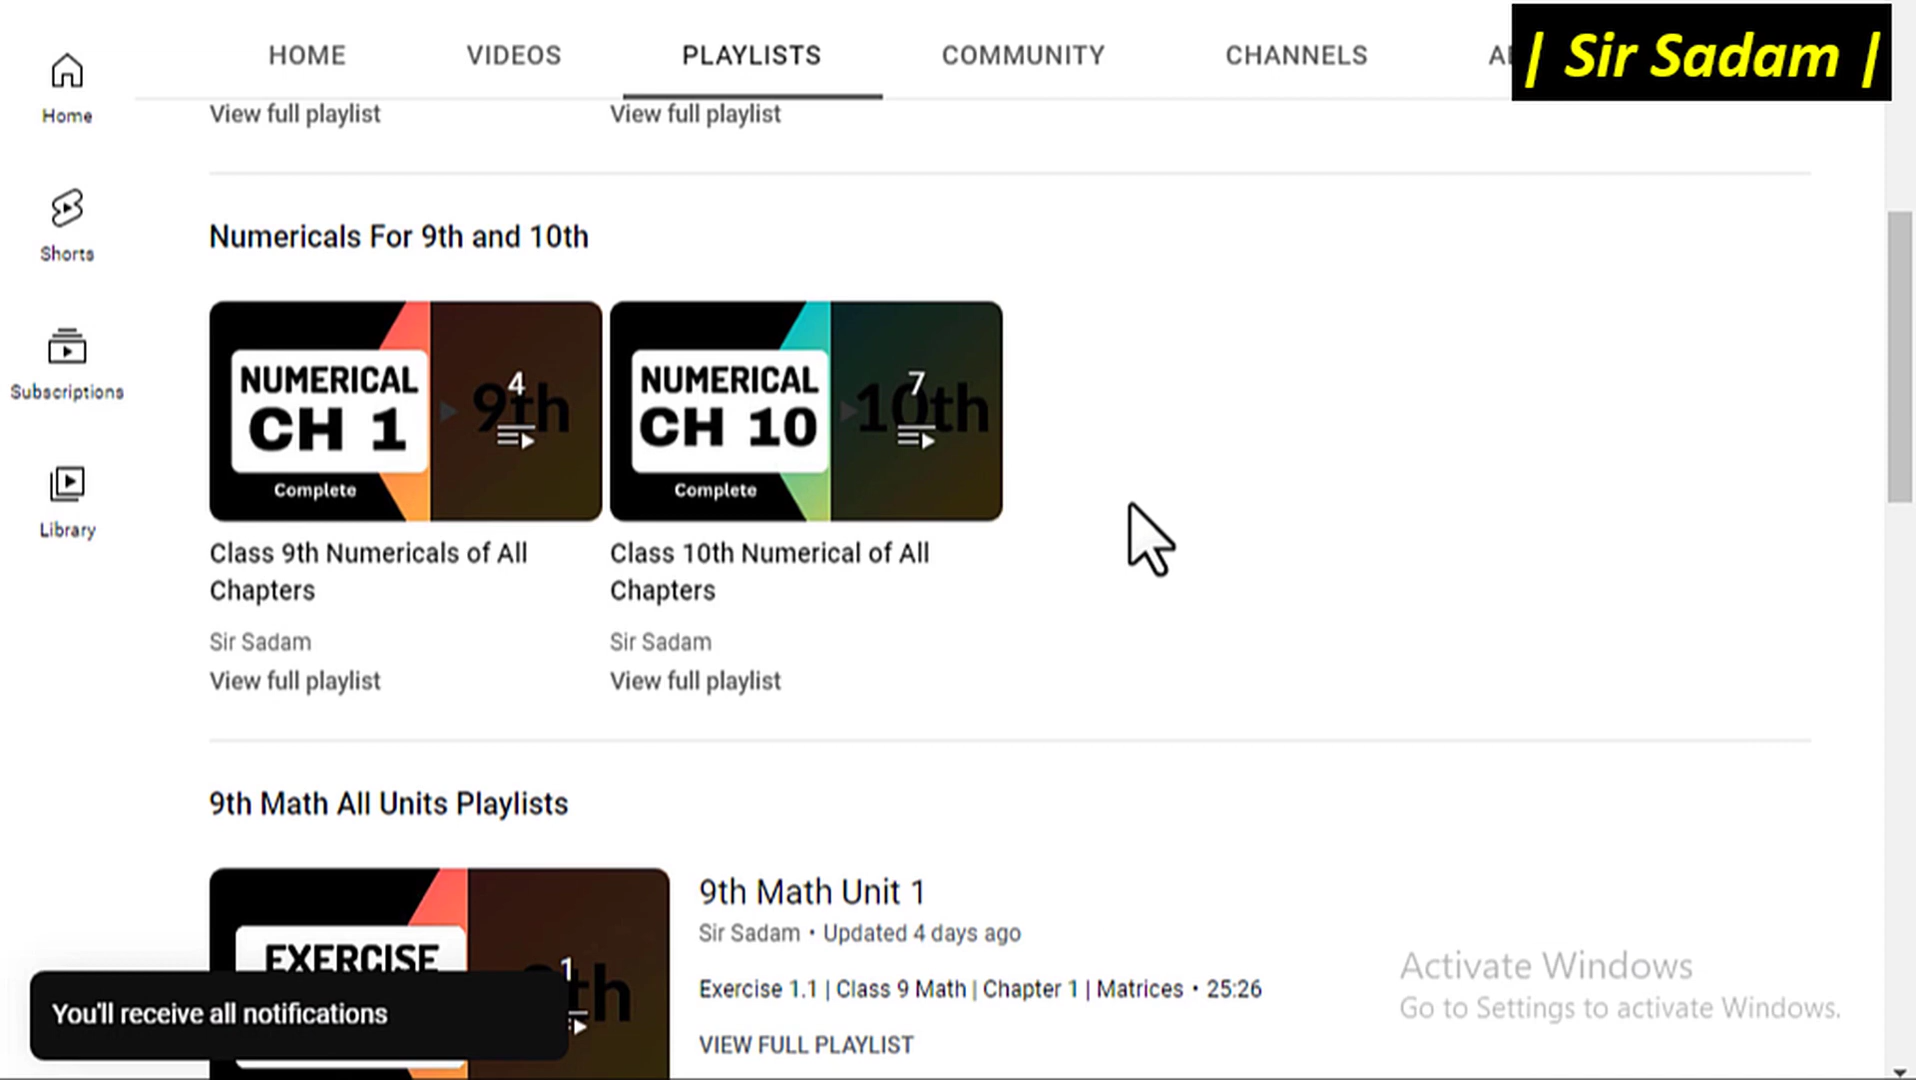 HOME VIDEOS PLAYLISTS COMMUNITY CHANNELS
| Sir Sadam |
Home
Shorts
Subscriptions
Library
View full playlist View full playlist
Numericals For 9th and 10th
NUMERICAL
CH 1
Complete
9th
4
NUMERICAL
CH 10
Complete
10th
7
Class 9th Numericals of All
Chapters
Sir Sadam
View full playlist
Class 10th Numerical of All
Chapters
Sir Sadam
View full playlist
9th Math All Units Playlists
EXERCISE
1
9th Math Unit 1
Sir Sadam • Updated 4 days ago
Exercise 1.1 | Class 9 Math | Chapter 1 | Matrices • 25:26
VIEW FULL PLAYLIST
You'll receive all notifications
Activate Windows
Go to Settings to activate Windows.